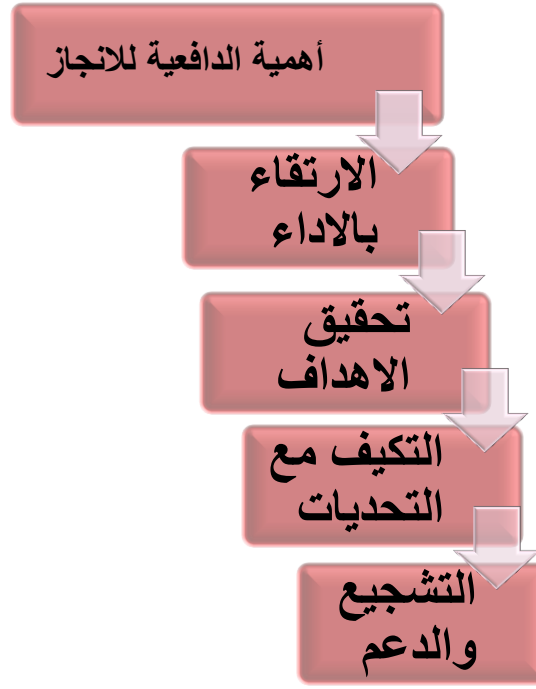 أهمية الدافعية للانجاز
الارتقاء
بالاداء
تحقيق
الاهداف
التكيف مع
التحديات
التشجيع
والدعم